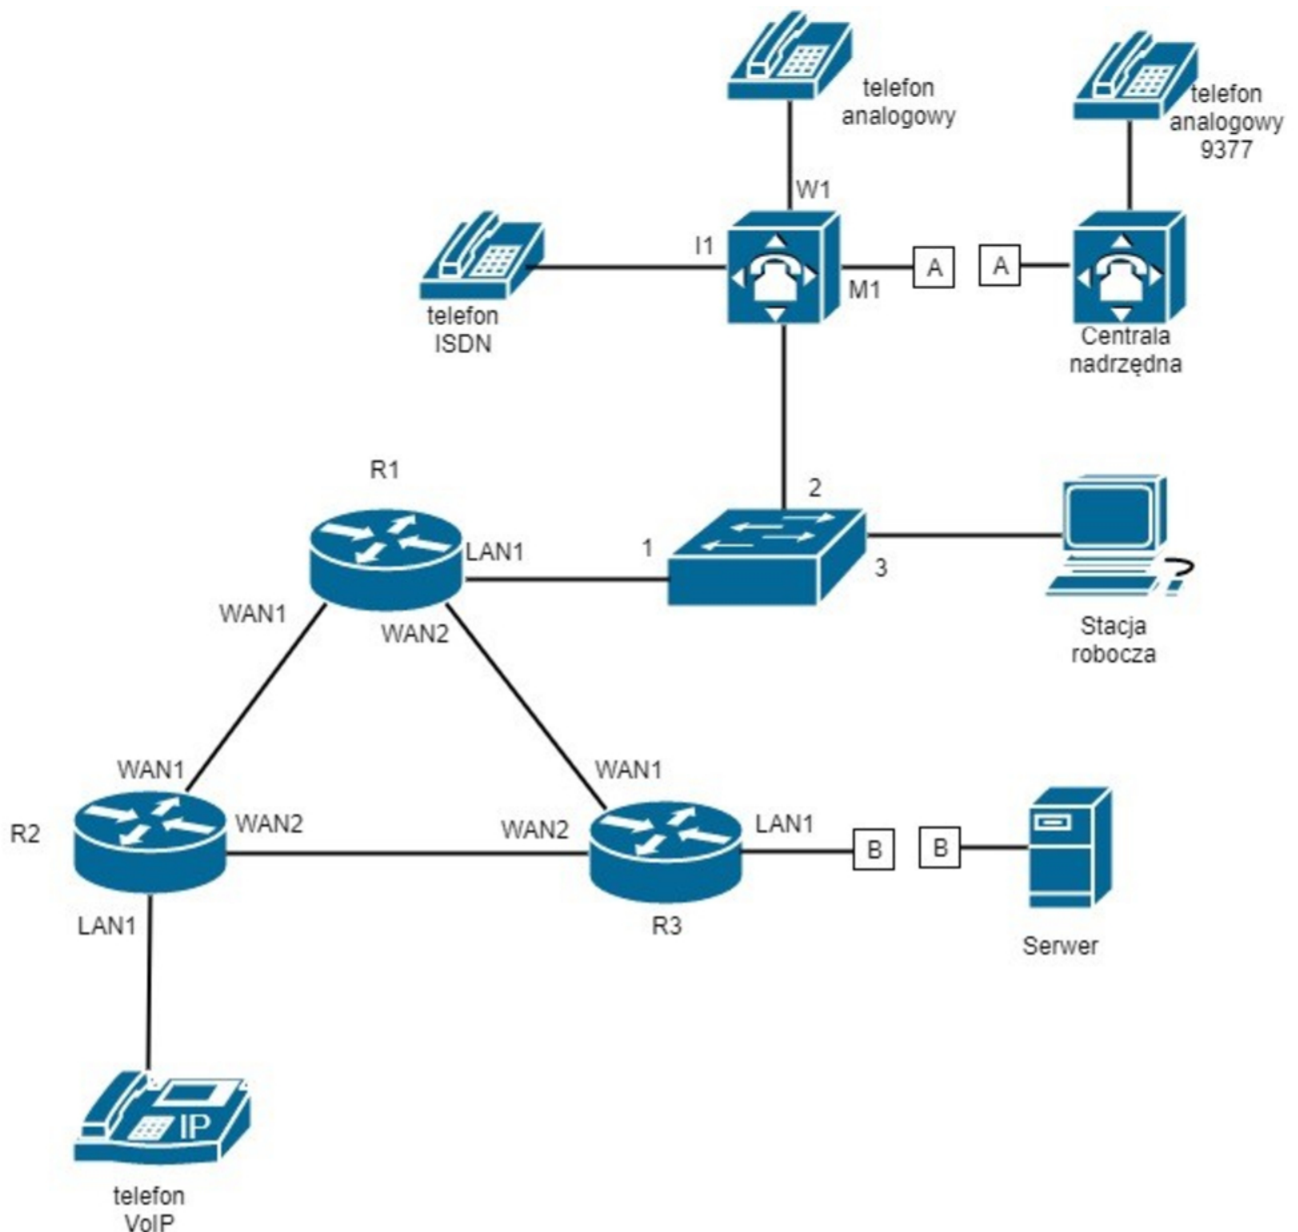 telefon
analogowy
telefon
analogowy
9377
W1
I1
A
A
M1
telefon
ISDN
Centrala
nadrzędna
R1
2
LAN1
1
3
WAN1
WAN2
Stacja
robocza
WAN1
WAN1
R2
WAN2
WAN2
LAN1
B
B
LAN1
R3
Serwer
IP
telefon
VoIP